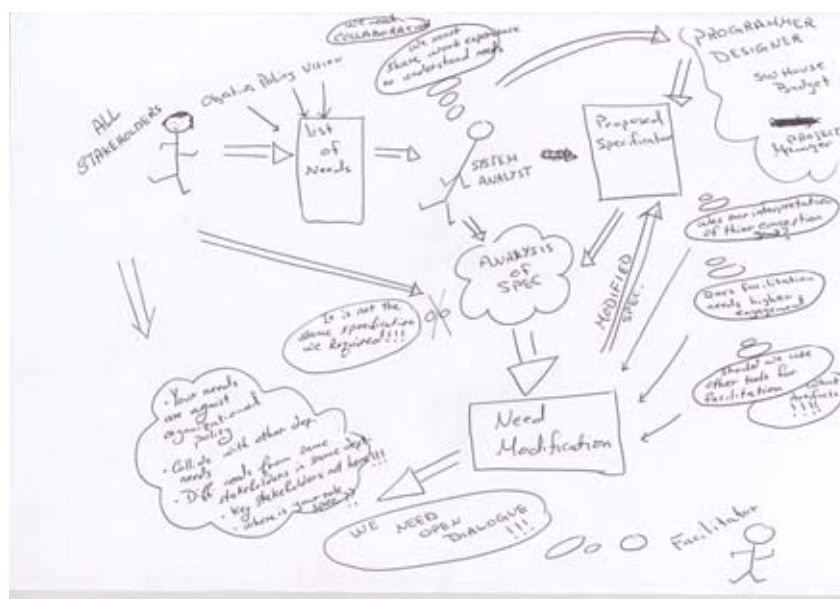 We need
COLLABORATION
We must
share work experience
to understand needs
PROGRAMMER
DESIGNER
SW House
Budget
Project
Manager
Objective Policy Vision
ALL
STAKEHOLDERS
List
of
Needs
SYSTEM
ANALYST
Proposed
Specification
Was our interpretation
of thier conception
ANALYSIS
of
SPEC
MODIFIED
SPEC.
Does facilitation
needs higher
engagement
It is not the
same specification
we Required!!!
Should we use
other tools for
facilitation
Artifacts
!!!!
• Your needs
are against
organizational
policy
• Collide with other dep.
needs
• Diff needs from same
stakeholders in same dept.
• Key stakeholders not here!!!
• Where is your role
Need
Modification
WE NEED
OPEN
DIALOGUE
!!!
Facilitator